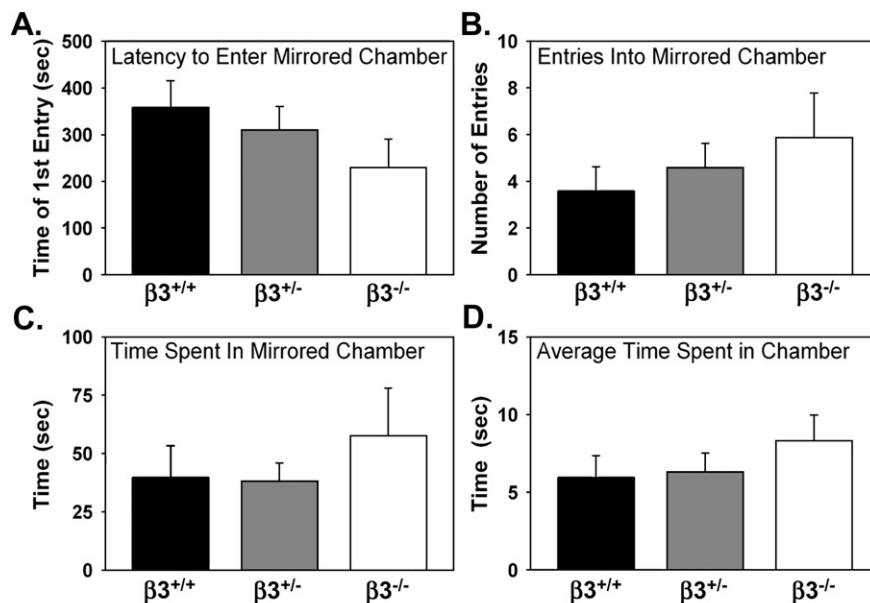 A.
Latency to Enter Mirrored Chamber
Time of 1st Entry (sec)
500
400
300
200
100
0
β3+/+
β3+/-
β3-/-
B.
Entries Into Mirrored Chamber
Number of Entries
10
8
6
4
2
0
β3+/+
β3+/-
β3-/-
C.
Time Spent In Mirrored Chamber
Time (sec)
100
75
50
25
0
β3+/+
β3+/-
β3-/-
D.
Average Time Spent in Chamber
Time (sec)
15
10
5
0
β3+/+
β3+/-
β3-/-